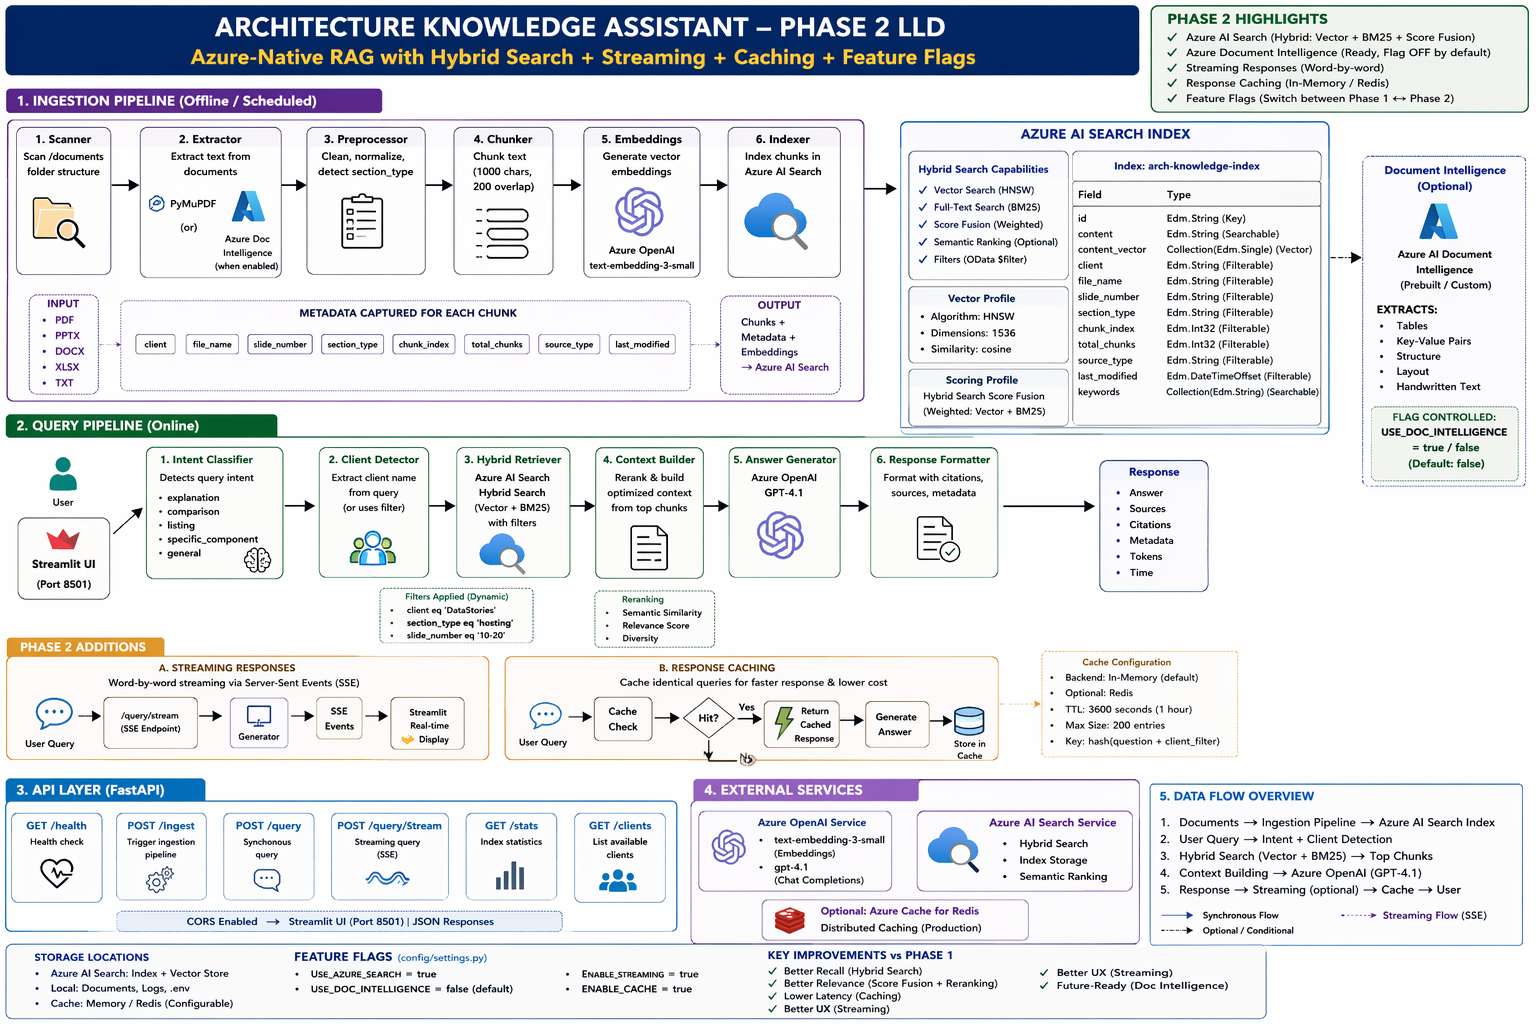 ARCHITECTURE KNOWLEDGE ASSISTANT – PHASE 2 LLD
Azure-Native RAG with Hybrid Search + Streaming + Caching + Feature Flags
PHASE 2 HIGHLIGHTS
✓ Azure AI Search (Hybrid: Vector + BM25 + Score Fusion)
✓ Azure Document Intelligence (Ready, Flag OFF by default)
✓ Streaming Responses (Word-by-word)
✓ Response Caching (In-Memory / Redis)
✓ Feature Flags (Switch between Phase 1 ↔ Phase 2)
1. INGESTION PIPELINE (Offline / Scheduled)
1. Scanner
Scan /documents
folder structure
2. Extractor
Extract text from
documents
PyMuPDF
(or)
Azure Doc
Intelligence
(when enabled)
3. Preprocessor
Clean, normalize,
detect section_type
4. Chunker
Chunk text
(1000 chars,
200 overlap)
5. Embeddings
Generate vector
embeddings
Azure OpenAI
text-embedding-3-small
6. Indexer
Index chunks in
Azure AI Search
INPUT
• PDF
• PPTX
• DOCX
• XLSX
• TXT
METADATA CAPTURED FOR EACH CHUNK
client
file_name
slide_number
section_type
chunk_index
total_chunks
source_type
last_modified
OUTPUT
Chunks +
Metadata +
Embeddings
→ Azure AI Search
AZURE AI SEARCH INDEX
Hybrid Search Capabilities
✓ Vector Search (HNSW)
✓ Full-Text Search (BM25)
✓ Score Fusion (Weighted)
✓ Semantic Ranking (Optional)
✓ Filters (OData $filter)
Vector Profile
• Algorithm: HNSW
• Dimensions: 1536
• Similarity: cosine
Scoring Profile
Hybrid Search Score Fusion
(Weighted: Vector + BM25)
Index: arch-knowledge-index
Field Type
id Edm.String (Key)
content Edm.String (Searchable)
content_vector Collection(Edm.Single) (Vector)
client Edm.String (Filterable)
file_name Edm.String (Filterable)
slide_number Edm.String (Filterable)
section_type Edm.String (Filterable)
chunk_index Edm.Int32 (Filterable)
total_chunks Edm.Int32 (Filterable)
source_type Edm.String (Filterable)
last_modified Edm.DateTimeOffset (Filterable)
keywords Collection(Edm.String) (Searchable)
Document Intelligence
(Optional)
Azure AI Document
Intelligence
(Prebuilt / Custom)
EXTRACTS:
• Tables
• Key-Value Pairs
• Structure
• Layout
• Handwritten Text
FLAG CONTROLLED:
USE_DOC_INTELLIGENCE
= true / false
(Default: false)
2. QUERY PIPELINE (Online)
User
Streamlit UI
(Port 8501)
1. Intent Classifier
Detects query intent
• explanation
• comparison
• listing
• specific_component
• general
2. Client Detector
Extract client name
from query
(or uses filter)
3. Hybrid Retriever
Azure AI Search
Hybrid Search
(Vector + BM25)
with filters
4. Context Builder
Rerank & build
optimized context
from top chunks
5. Answer Generator
Azure OpenAI
GPT-4.1
6. Response Formatter
Format with citations,
sources, metadata
Response
• Answer
• Sources
• Citations
• Metadata
• Tokens
• Time
Filters Applied (Dynamic)
• client eq 'DataStories'
• section_type eq 'hosting'
• slide_number eq '10-20'
Reranking
• Semantic Similarity
• Relevance Score
• Diversity
PHASE 2 ADDITIONS
A. STREAMING RESPONSES
Word-by-word streaming via Server-Sent Events (SSE)
User Query
/query/stream
(SSE Endpoint)
Generator
SSE
Events
Streamlit
Real-time
Display
B. RESPONSE CACHING
Cache identical queries for faster response & lower cost
User Query
Cache
Check
Hit?
Yes
Return
Cached
Response
Generate
Answer
Store in
Cache
Cache Configuration
• Backend: In-Memory (default)
• Optional: Redis
• TTL: 3600 seconds (1 hour)
• Max Size: 200 entries
• Key: hash(question + client_filter)
3. API LAYER (FastAPI)
GET /health
Health check
POST /ingest
Trigger ingestion
pipeline
POST /query
Synchonous
query
POST /query/Stream
Streaming query
(SSE)
GET /stats
Index statistics
GET /clients
List available
clients
CORS Enabled → Streamlit UI (Port 8501) | JSON Responses
4. EXTERNAL SERVICES
Azure OpenAI Service
• text-embedding-3-small
(Embeddings)
• gpt-4.1
(Chat Completions)
Azure AI Search Service
• Hybrid Search
• Index Storage
• Semantic Ranking
Optional: Azure Cache for Redis
Distributed Caching (Production)
5. DATA FLOW OVERVIEW
1. Documents → Ingestion Pipeline → Azure AI Search Index
2. User Query → Intent + Client Detection
3. Hybrid Search (Vector + BM25) → Top Chunks
4. Context Building → Azure OpenAI (GPT-4.1)
5. Response → Streaming (optional) → Cache → User
Synchronous Flow
Streaming Flow (SSE)
Optional / Conditional
STORAGE LOCATIONS
• Azure AI Search: Index + Vector Store
• Local: Documents, Logs, .env
• Cache: Memory / Redis (Configurable)
FEATURE FLAGS (config/settings.py)
• USE_AZURE_SEARCH = true
• USE_DOC_INTELLIGENCE = false (default)
• ENABLE_STREAMING = true
• ENABLE_CACHE = true
KEY IMPROVEMENTS vs PHASE 1
✓ Better Recall (Hybrid Search)
✓ Better Relevance (Score Fusion + Reranking)
✓ Lower Latency (Caching)
✓ Better UX (Streaming)
✓ Better UX (Streaming)
✓ Future-Ready (Doc Intelligence)